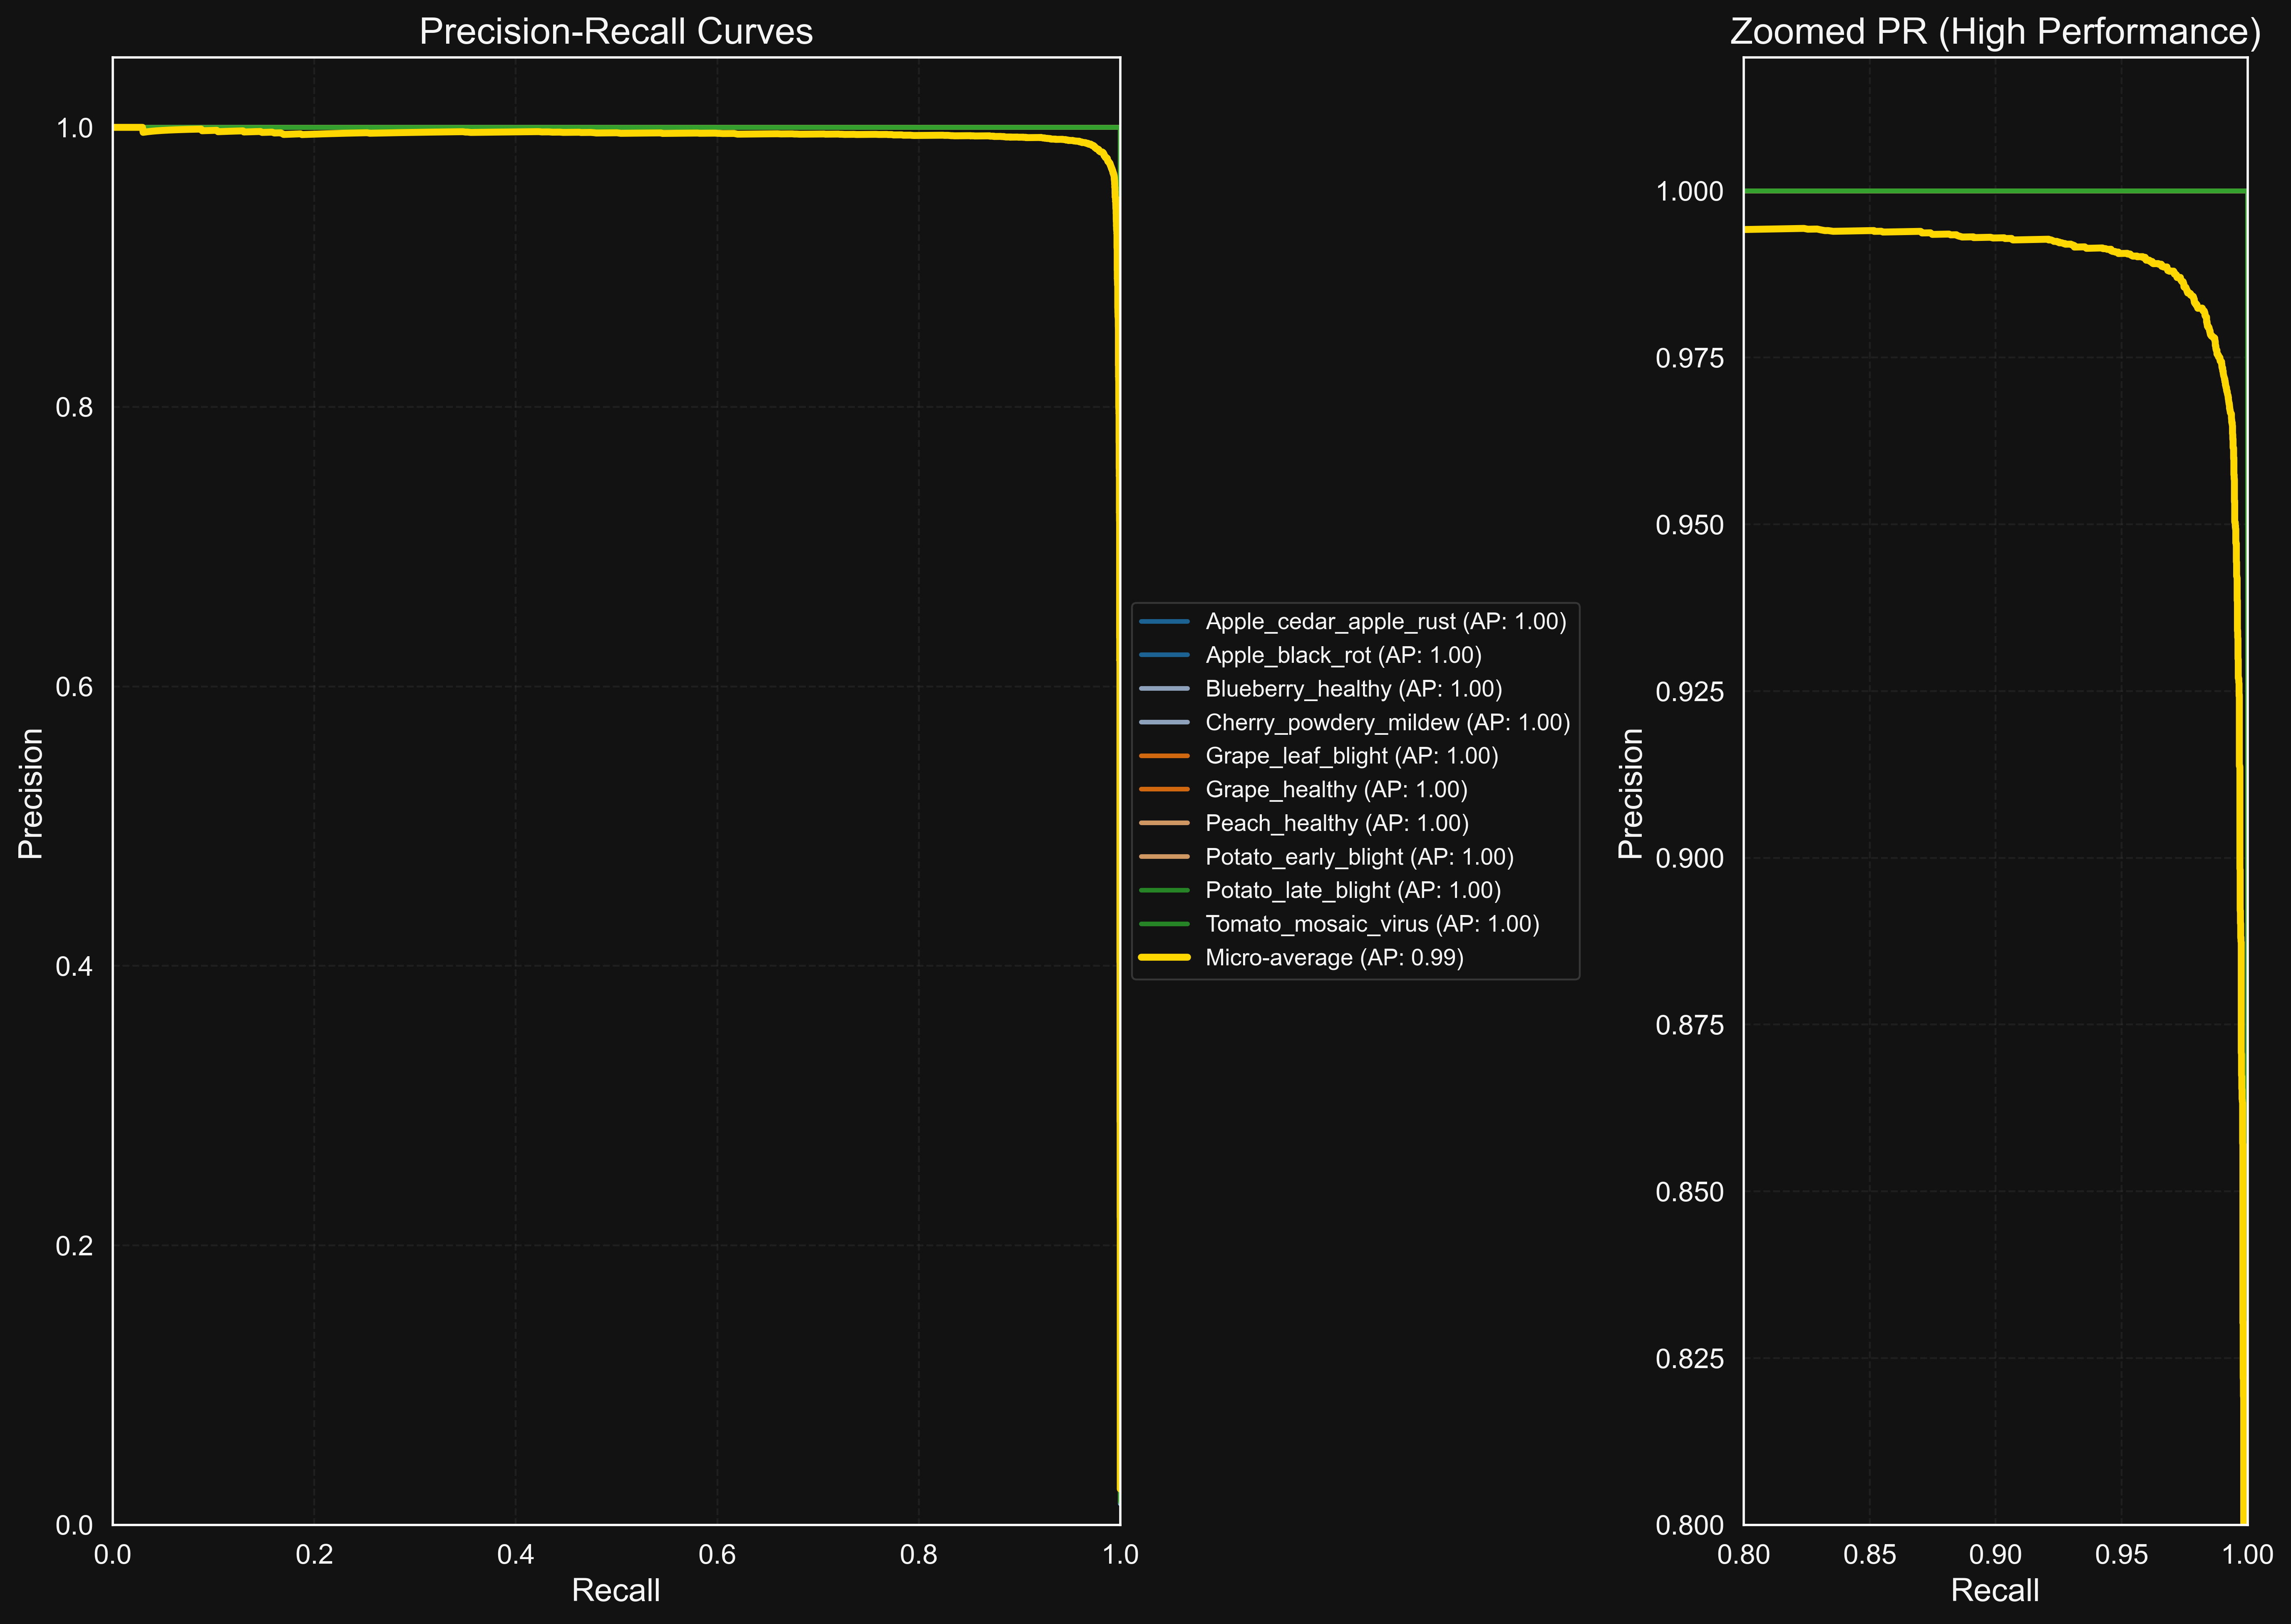 Precision-Recall Curves
Precision
1.0
0.8
0.6
0.4
0.2
0.0
0.0 0.2 0.4 0.6 0.8 1.0
Recall
Apple_cedar_apple_rust (AP: 1.00)
Apple_black_rot (AP: 1.00)
Blueberry_healthy (AP: 1.00)
Cherry_powdery_mildew (AP: 1.00)
Grape_leaf_blight (AP: 1.00)
Grape_healthy (AP: 1.00)
Peach_healthy (AP: 1.00)
Potato_early_blight (AP: 1.00)
Potato_late_blight (AP: 1.00)
Tomato_mosaic_virus (AP: 1.00)
Micro-average (AP: 0.99)
Zoomed PR (High Performance)
Precision
1.000
0.975
0.950
0.925
0.900
0.875
0.850
0.825
0.800
0.80 0.85 0.90 0.95 1.00
Recall